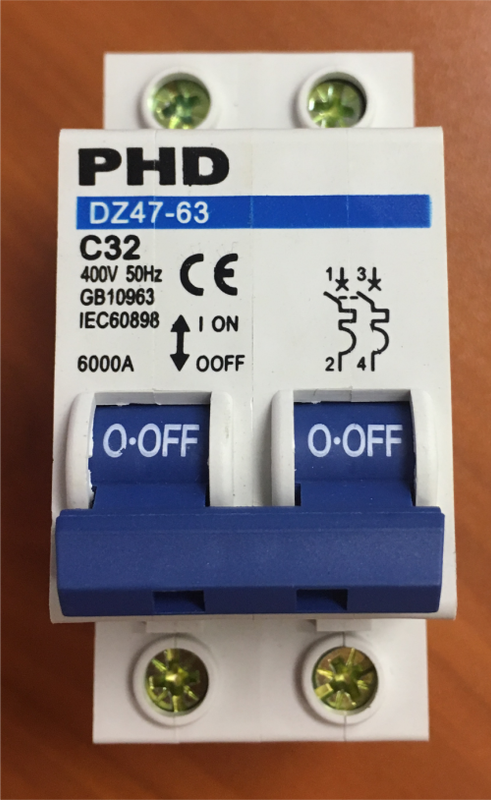 PHD
DZ47-63
C32
400V 50Hz
CE
GB10963
IEC60898
I ON
6000A
OOFF
1 3
2 4
O·OFF
O·OFF